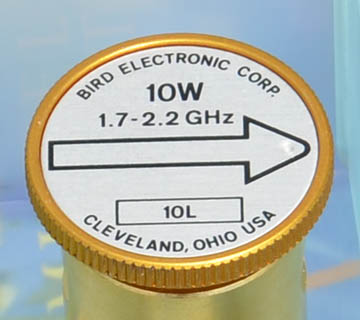 BIRD ELECTRONIC CORP.
10W
1.7-2.2 GHz
10L
CLEVELAND, OHIO USA